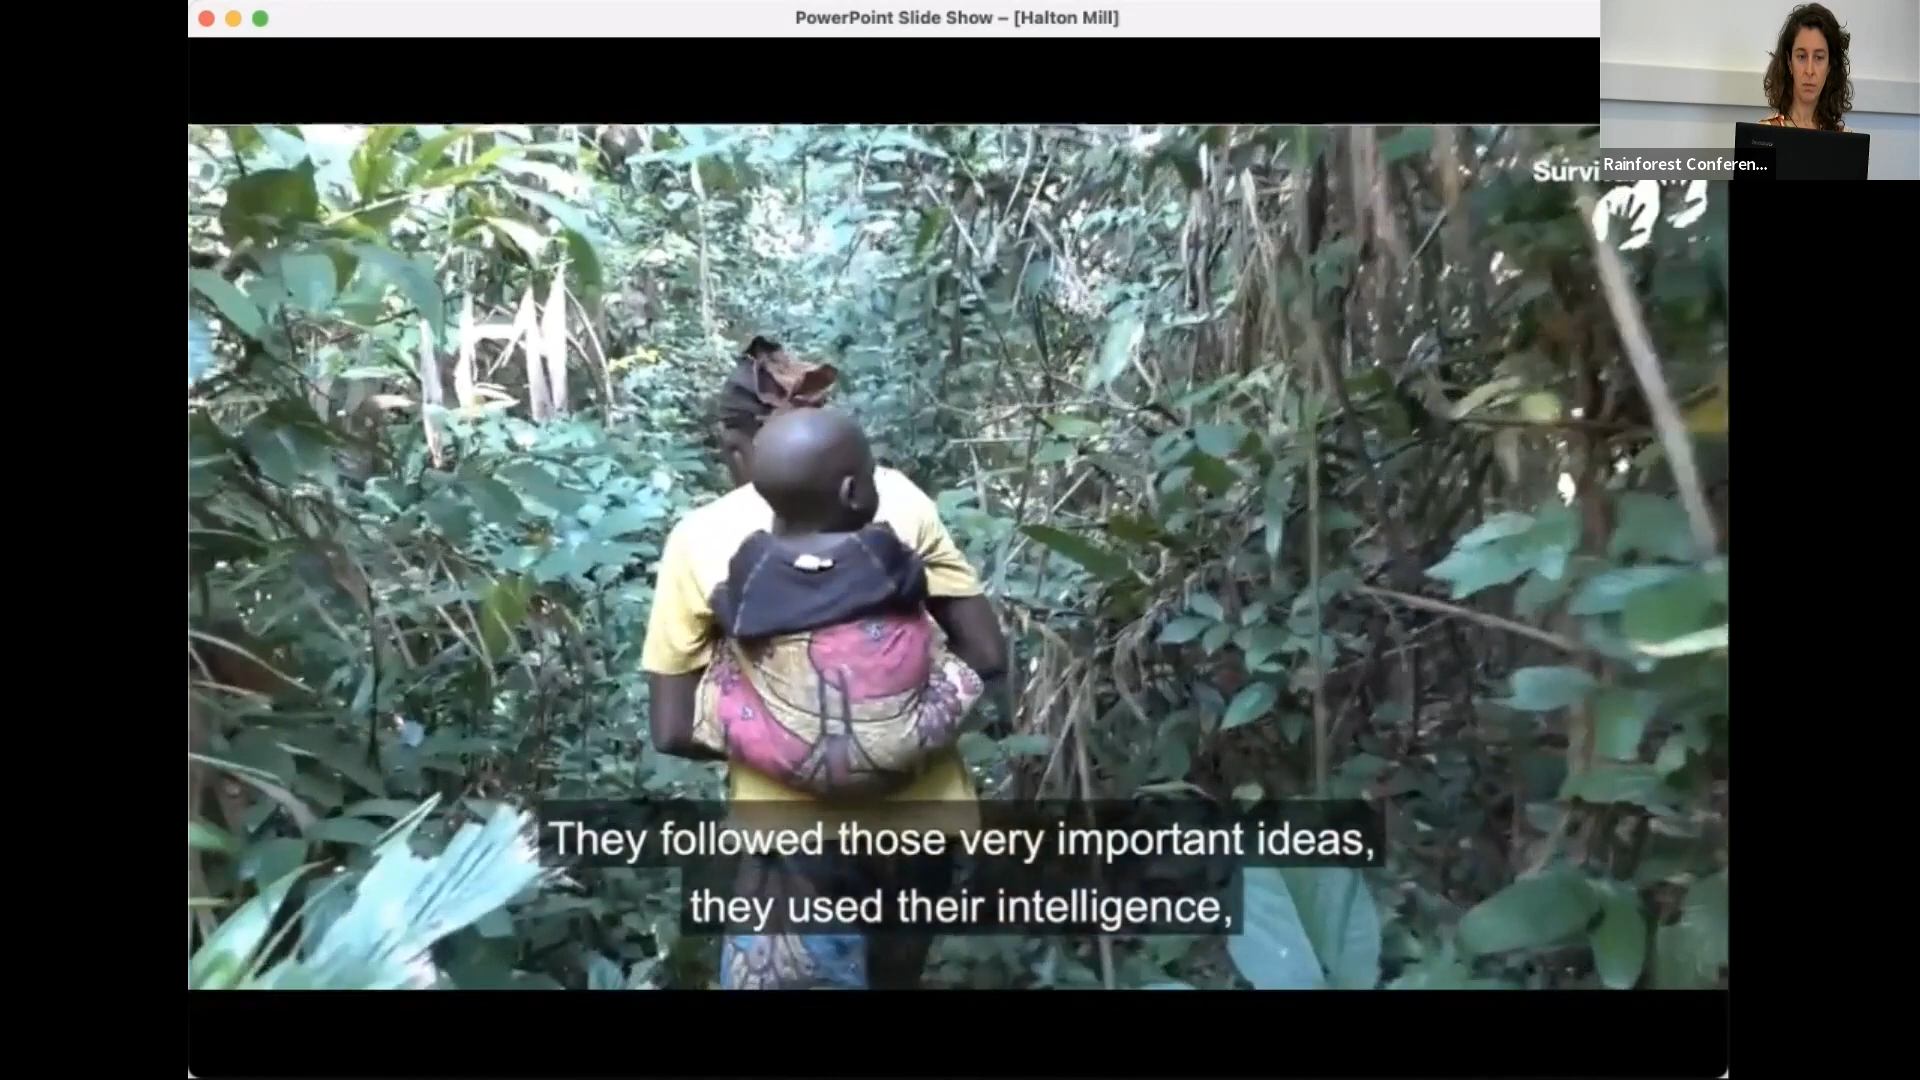 PowerPoint Slide Show – [Halton Mill]
Rainforest Conferen...
They followed those very important ideas,
they used their intelligence,